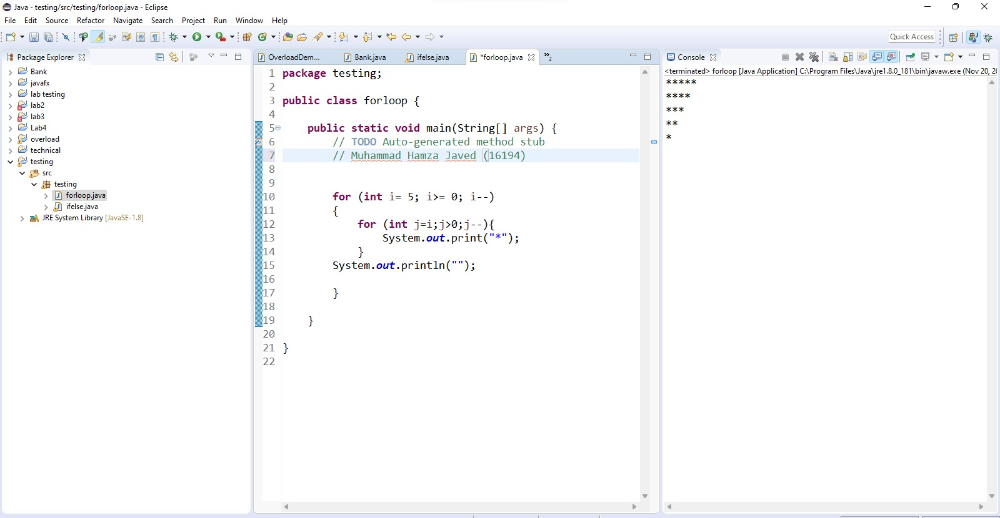 Java - testing/src/testing/forloop.java - Eclipse
File Edit Source Refactor Navigate Search Project Run Window Help
Quick Access
Package Explorer
Bank
javafx
lab testing
lab2
lab3
Lab4
overload
technical
testing
src
testing
forloop.java
ifelse.java
JRE System Library [JavaSE-1.8]
OverloadDem... Bank.java ifelse.java *forloop.java »2
1 package testing;
2
3 public class forloop {
4
5 public static void main(String[] args) {
6 // TODO Auto-generated method stub
7 // Muhammad Hamza Javed (16194)
8
9
10 for (int i= 5; i>= 0; i--)
11 {
12 for (int j=i;j>0;j--){
13 System.out.print("*");
14 }
15 System.out.println("");
16
17 }
18
19 }
20
21 }
22
Console
<terminated> forloop [Java Application] C:\Program Files\Java\jre1.8.0_181\bin\javaw.exe (Nov 20, 2
*****
****
***
**
*